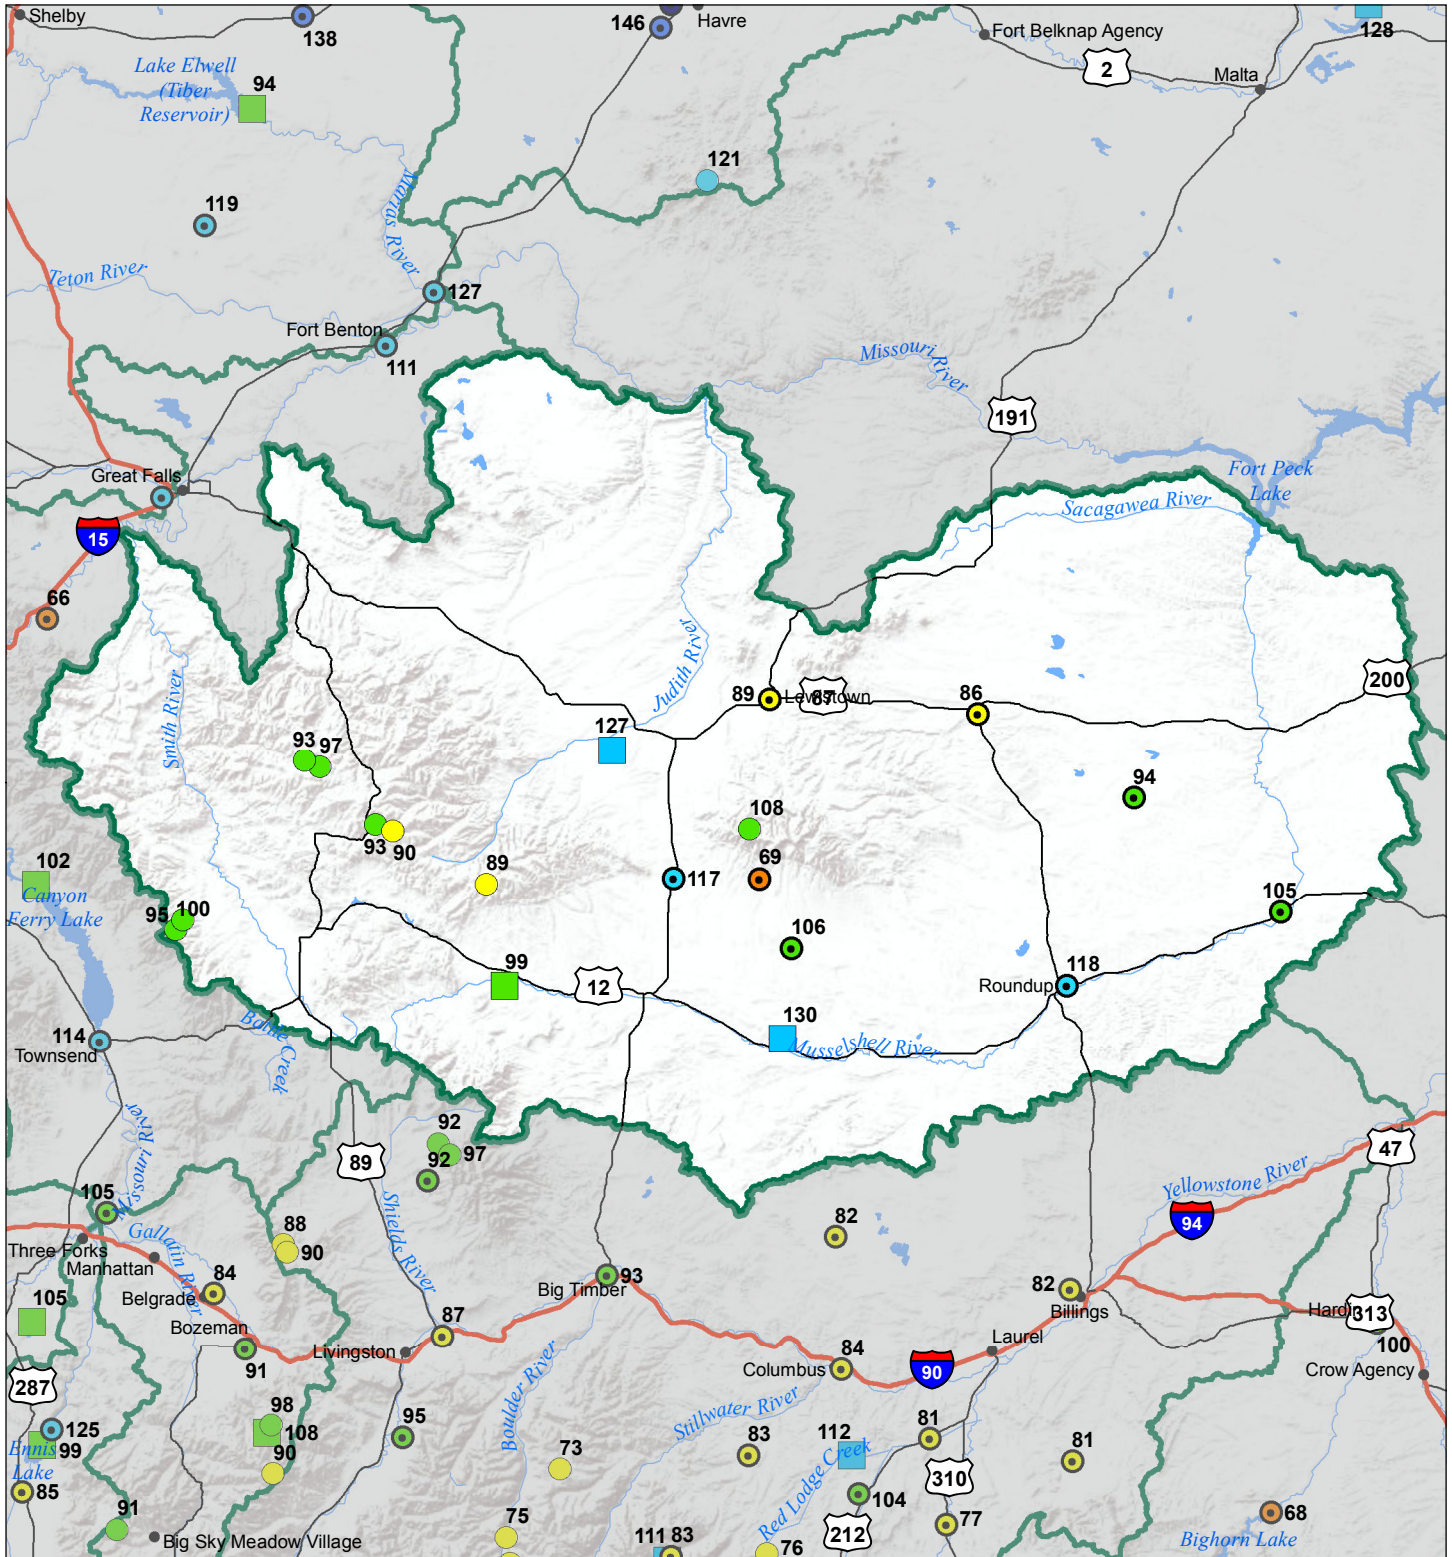 Shelby
138
146
Havre
Fort Belknap Agency
2
128
Malta
Lake Elwell
(Tiber
Reservoir)
94
121
119
Marias River
Teton River
127
Fort Benton
111
Missouri River
191
Great Falls
Fort Peck
Lake
Sacagawea River
15
66
Smith River
Judith River
200
89
Lewistown
87
86
127
93
97
94
108
93
90
89
69
117
102
Canyon
Ferry Lake
95
100
105
106
99
12
118
Roundup
130
Musselshell River
Battle Creek
114
Townsend
Missouri River
92
97
92
89
47
Yellowstone River
94
105
Shields River
82
Gallatin River
88
90
Three Forks
Manhattan
84
Belgrade
93
Big Timber
82
Billings
105
Bozeman
87
Hardi
313
100
Livingston
91
Laurel
84
Columbus
90
Crow Agency
287
Boulder River
Stillwater River
98
108
90
125
99
Ennis
Lake
95
81
83
112
Red Lodge Creek
73
81
310
85
104
91
Big Sky Meadow Village
75
111
83
76
212
77
68
Bighorn Lake